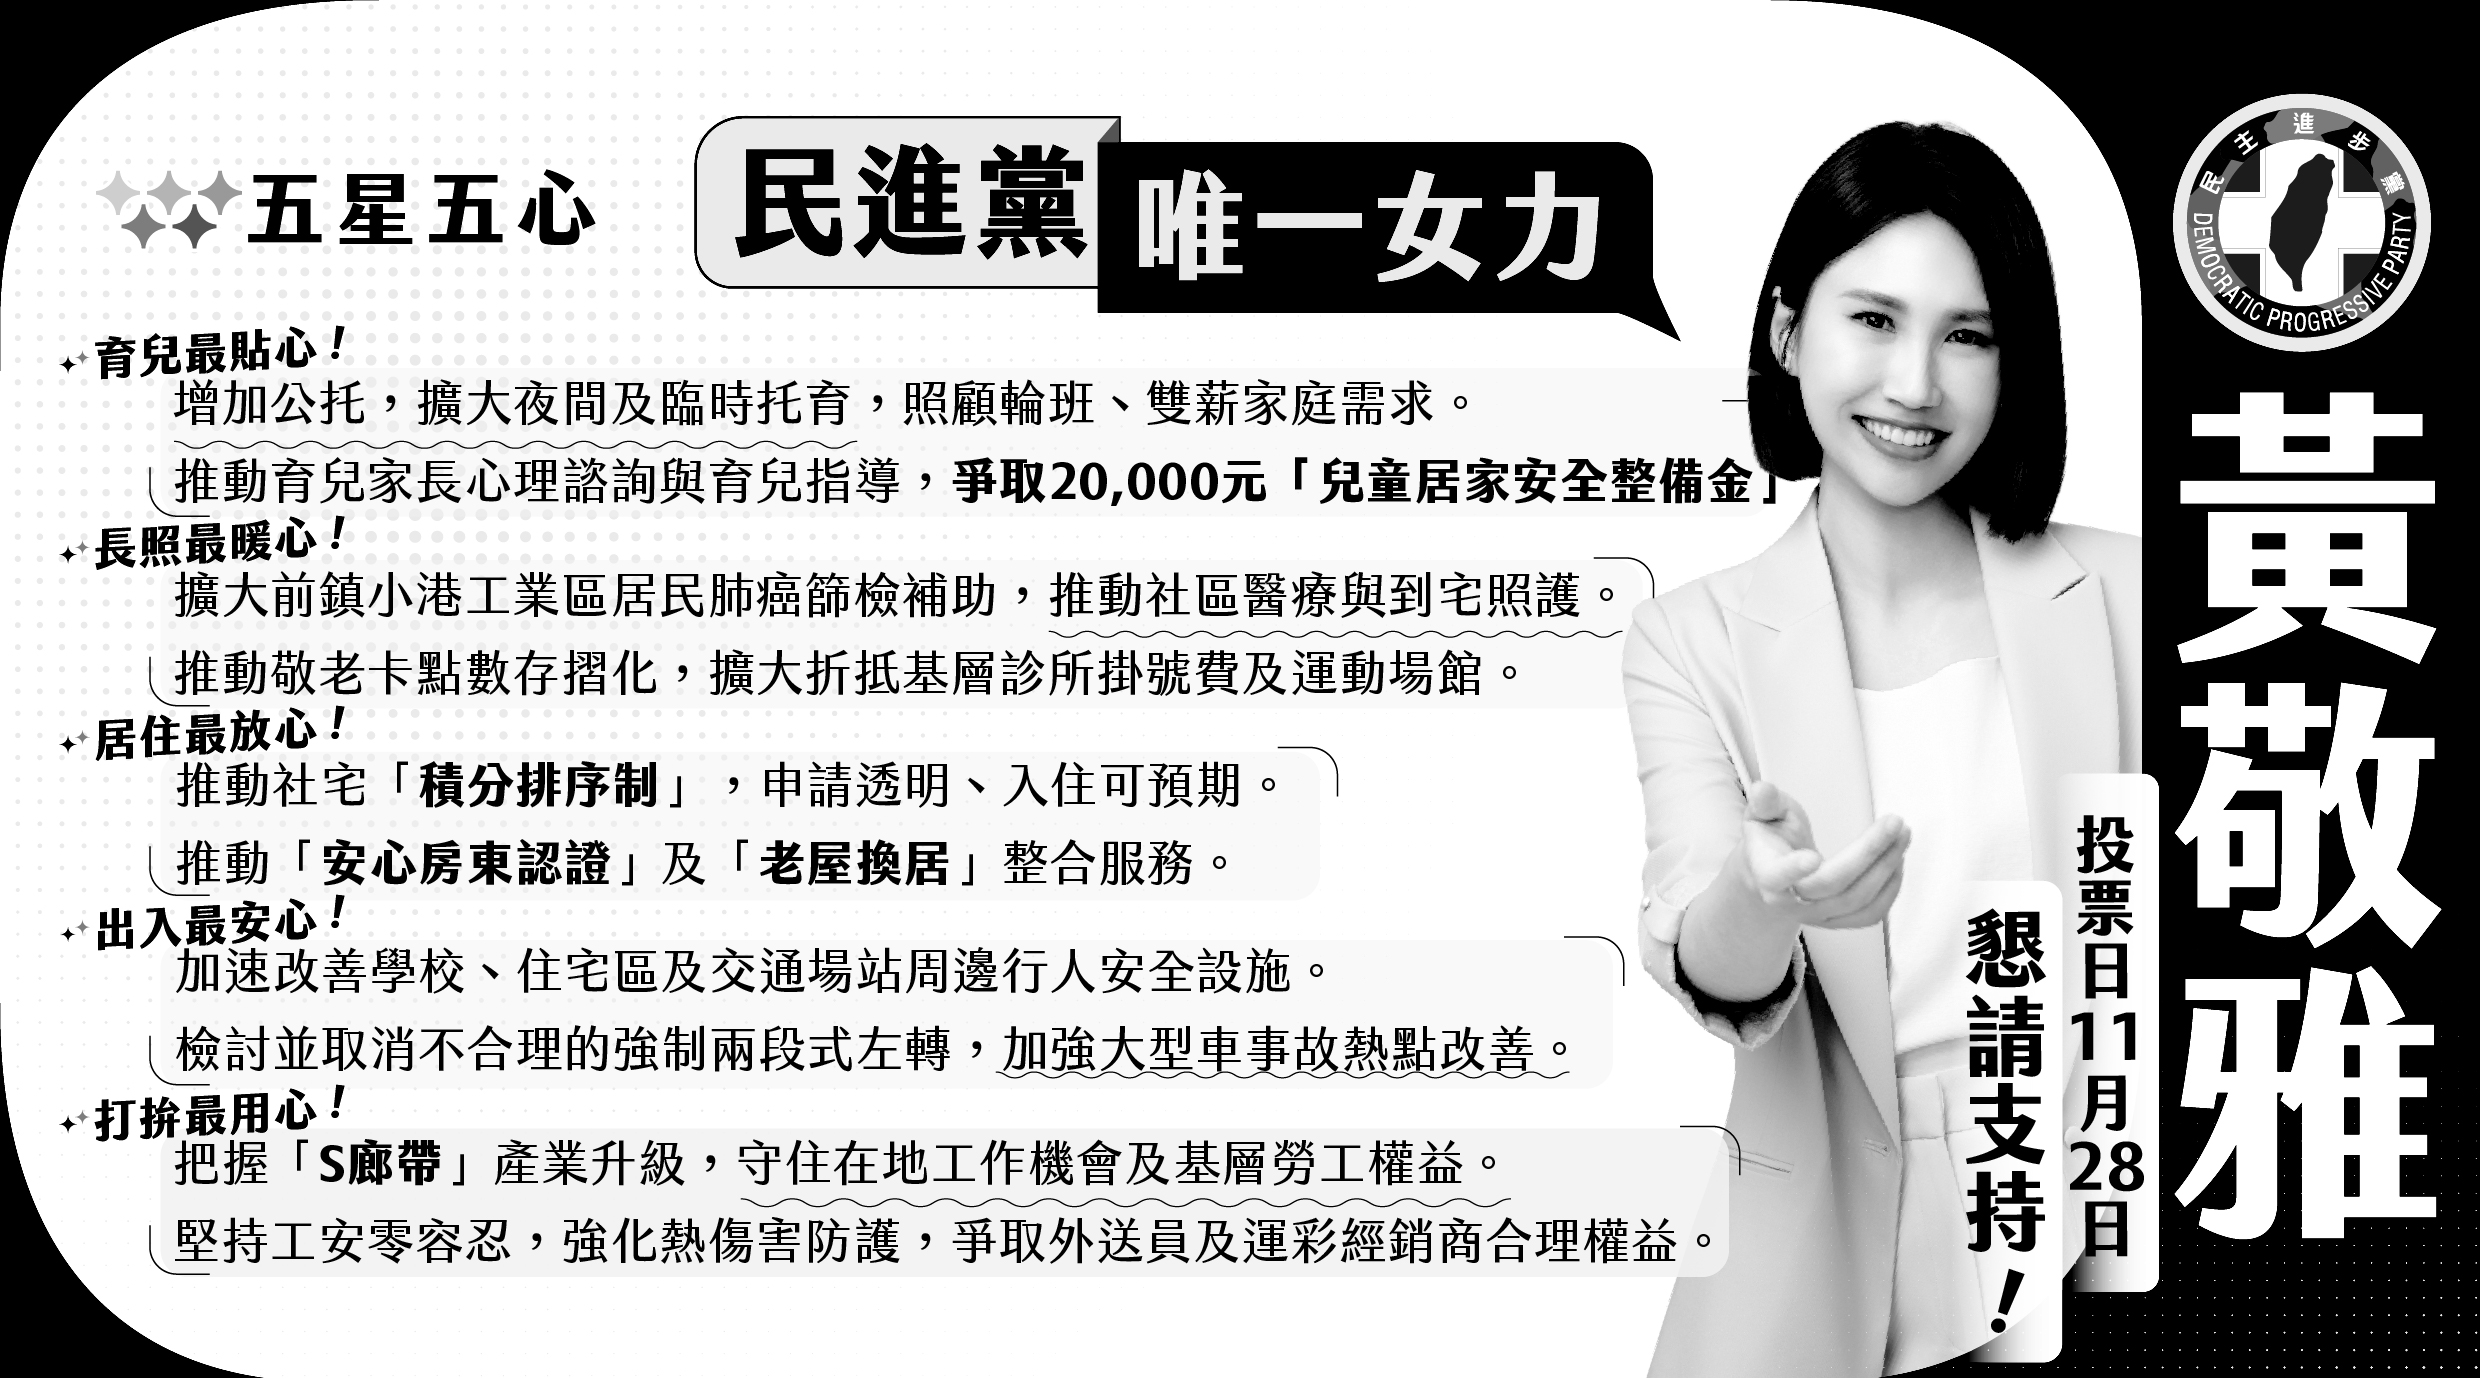 五星五心
民進黨
唯一女力
育兒最貼心！
增加公托，擴大夜間及臨時托育，照顧輪班、雙薪家庭需求。
推動育兒家長心理諮詢與育兒指導，爭取20,000元「兒童居家安全整備金」
長照最暖心！
擴大前鎮小港工業區居民肺癌篩檢補助，推動社區醫療與到宅照護。
推動敬老卡點數存摺化，擴大折抵基層診所掛號費及運動場館。
居住最放心！
推動社宅「積分排序制」，申請透明、入住可預期。
推動「安心房東認證」及「老屋換居」整合服務。
出入最安心！
加速改善學校、住宅區及交通場站周邊行人安全設施。
檢討並取消不合理的強制兩段式左轉，加強大型車事故熱點改善。
打拚最用心！
把握「S廊帶」產業升級，守住在地工作機會及基層勞工權益。
堅持工安零容忍，強化熱傷害防護，爭取外送員及運彩經銷商合理權益。
民主進步黨
DEMOCRATIC PROGRESSIVE PARTY
黃敬雅
投票日11月28日
懇請支持！